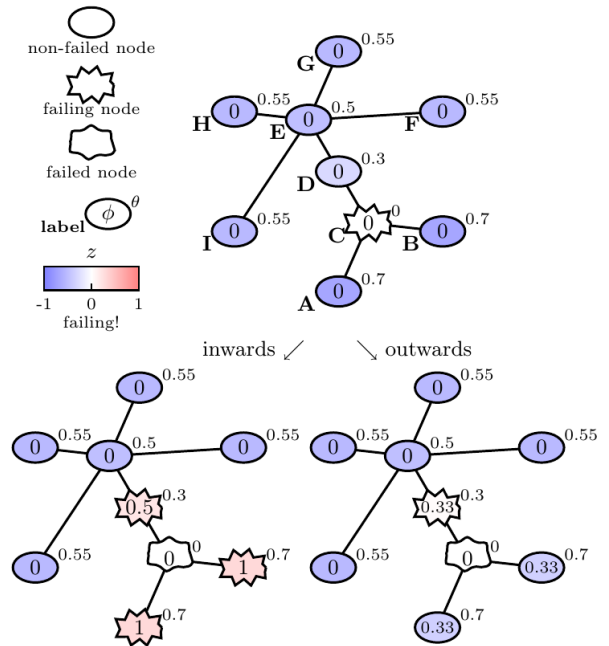 non-failed node
failing node
failed node
label ϕ θ
z
-1 0 1
failing!
G 0 0.55
H 0 0.55
E 0 0.5
F 0 0.55
D 0 0.3
I 0 0.55
C 0 0
B 0 0.7
A 0 0.7
inwards ↙ ↘ outwards
0 0.55
0 0.55
0 0.5
0 0.55
0.5 0.3
0 0.55
0 0
1 0.7
1 0.7
0 0.55
0 0.55
0 0.5
0 0.55
0.33 0.3
0 0.55
0 0
0.33 0.7
0.33 0.7